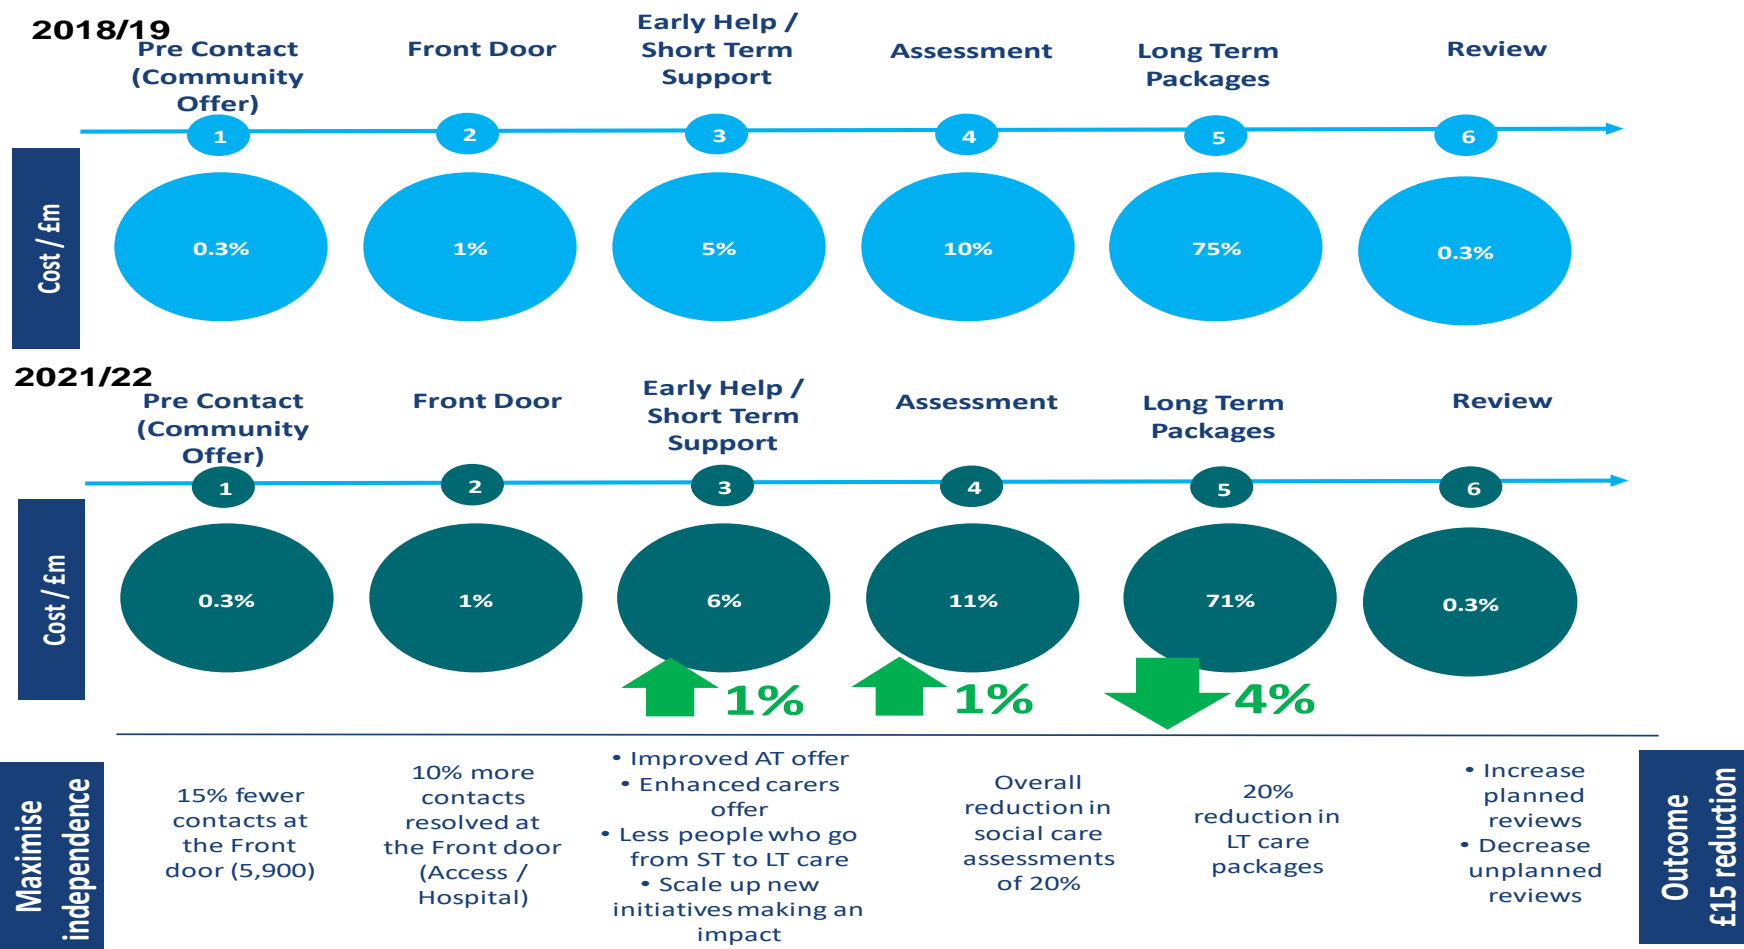 2018/19
Pre Contact
(Community
Offer)
Front Door
Early Help /
Short Term
Support
Assessment
Long Term
Packages
Review
1
2
3
4
5
6
Cost / £m
0.3%
1%
5%
10%
75%
0.3%
2021/22
Pre Contact
(Community
Offer)
Front Door
Early Help /
Short Term
Support
Assessment
Long Term
Packages
Review
1
2
3
4
5
6
Cost / £m
0.3%
1%
6%
11%
71%
0.3%
1%
1%
4%
Maximise
independence
15% fewer
contacts at
the Front
door (5,900)
10% more
contacts
resolved at
the Front door
(Access /
Hospital)
• Improved AT offer
• Enhanced carers
offer
• Less people who go
from ST to LT care
• Scale up new
initiatives making an
impact
Overall
reduction in
social care
assessments
of 20%
20%
reduction in
LT care
packages
• Increase
planned
reviews
• Decrease
unplanned
reviews
Outcome
£15 reduction